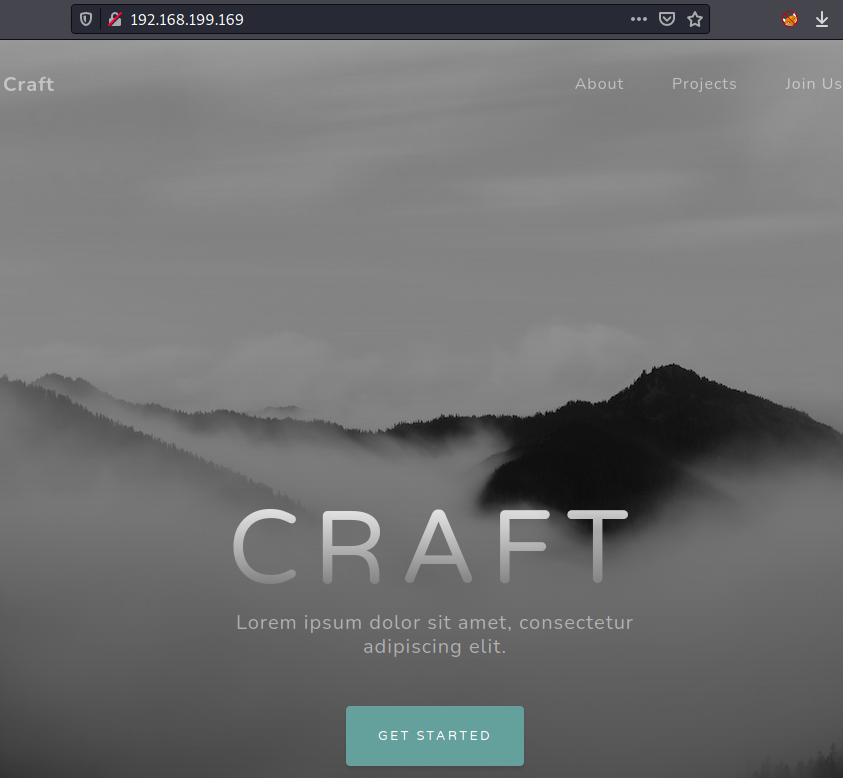 192.168.199.169
Craft
About
Projects
Join Us
CRAFT
Lorem ipsum dolor sit amet, consectetur
adipiscing elit.
GET STARTED